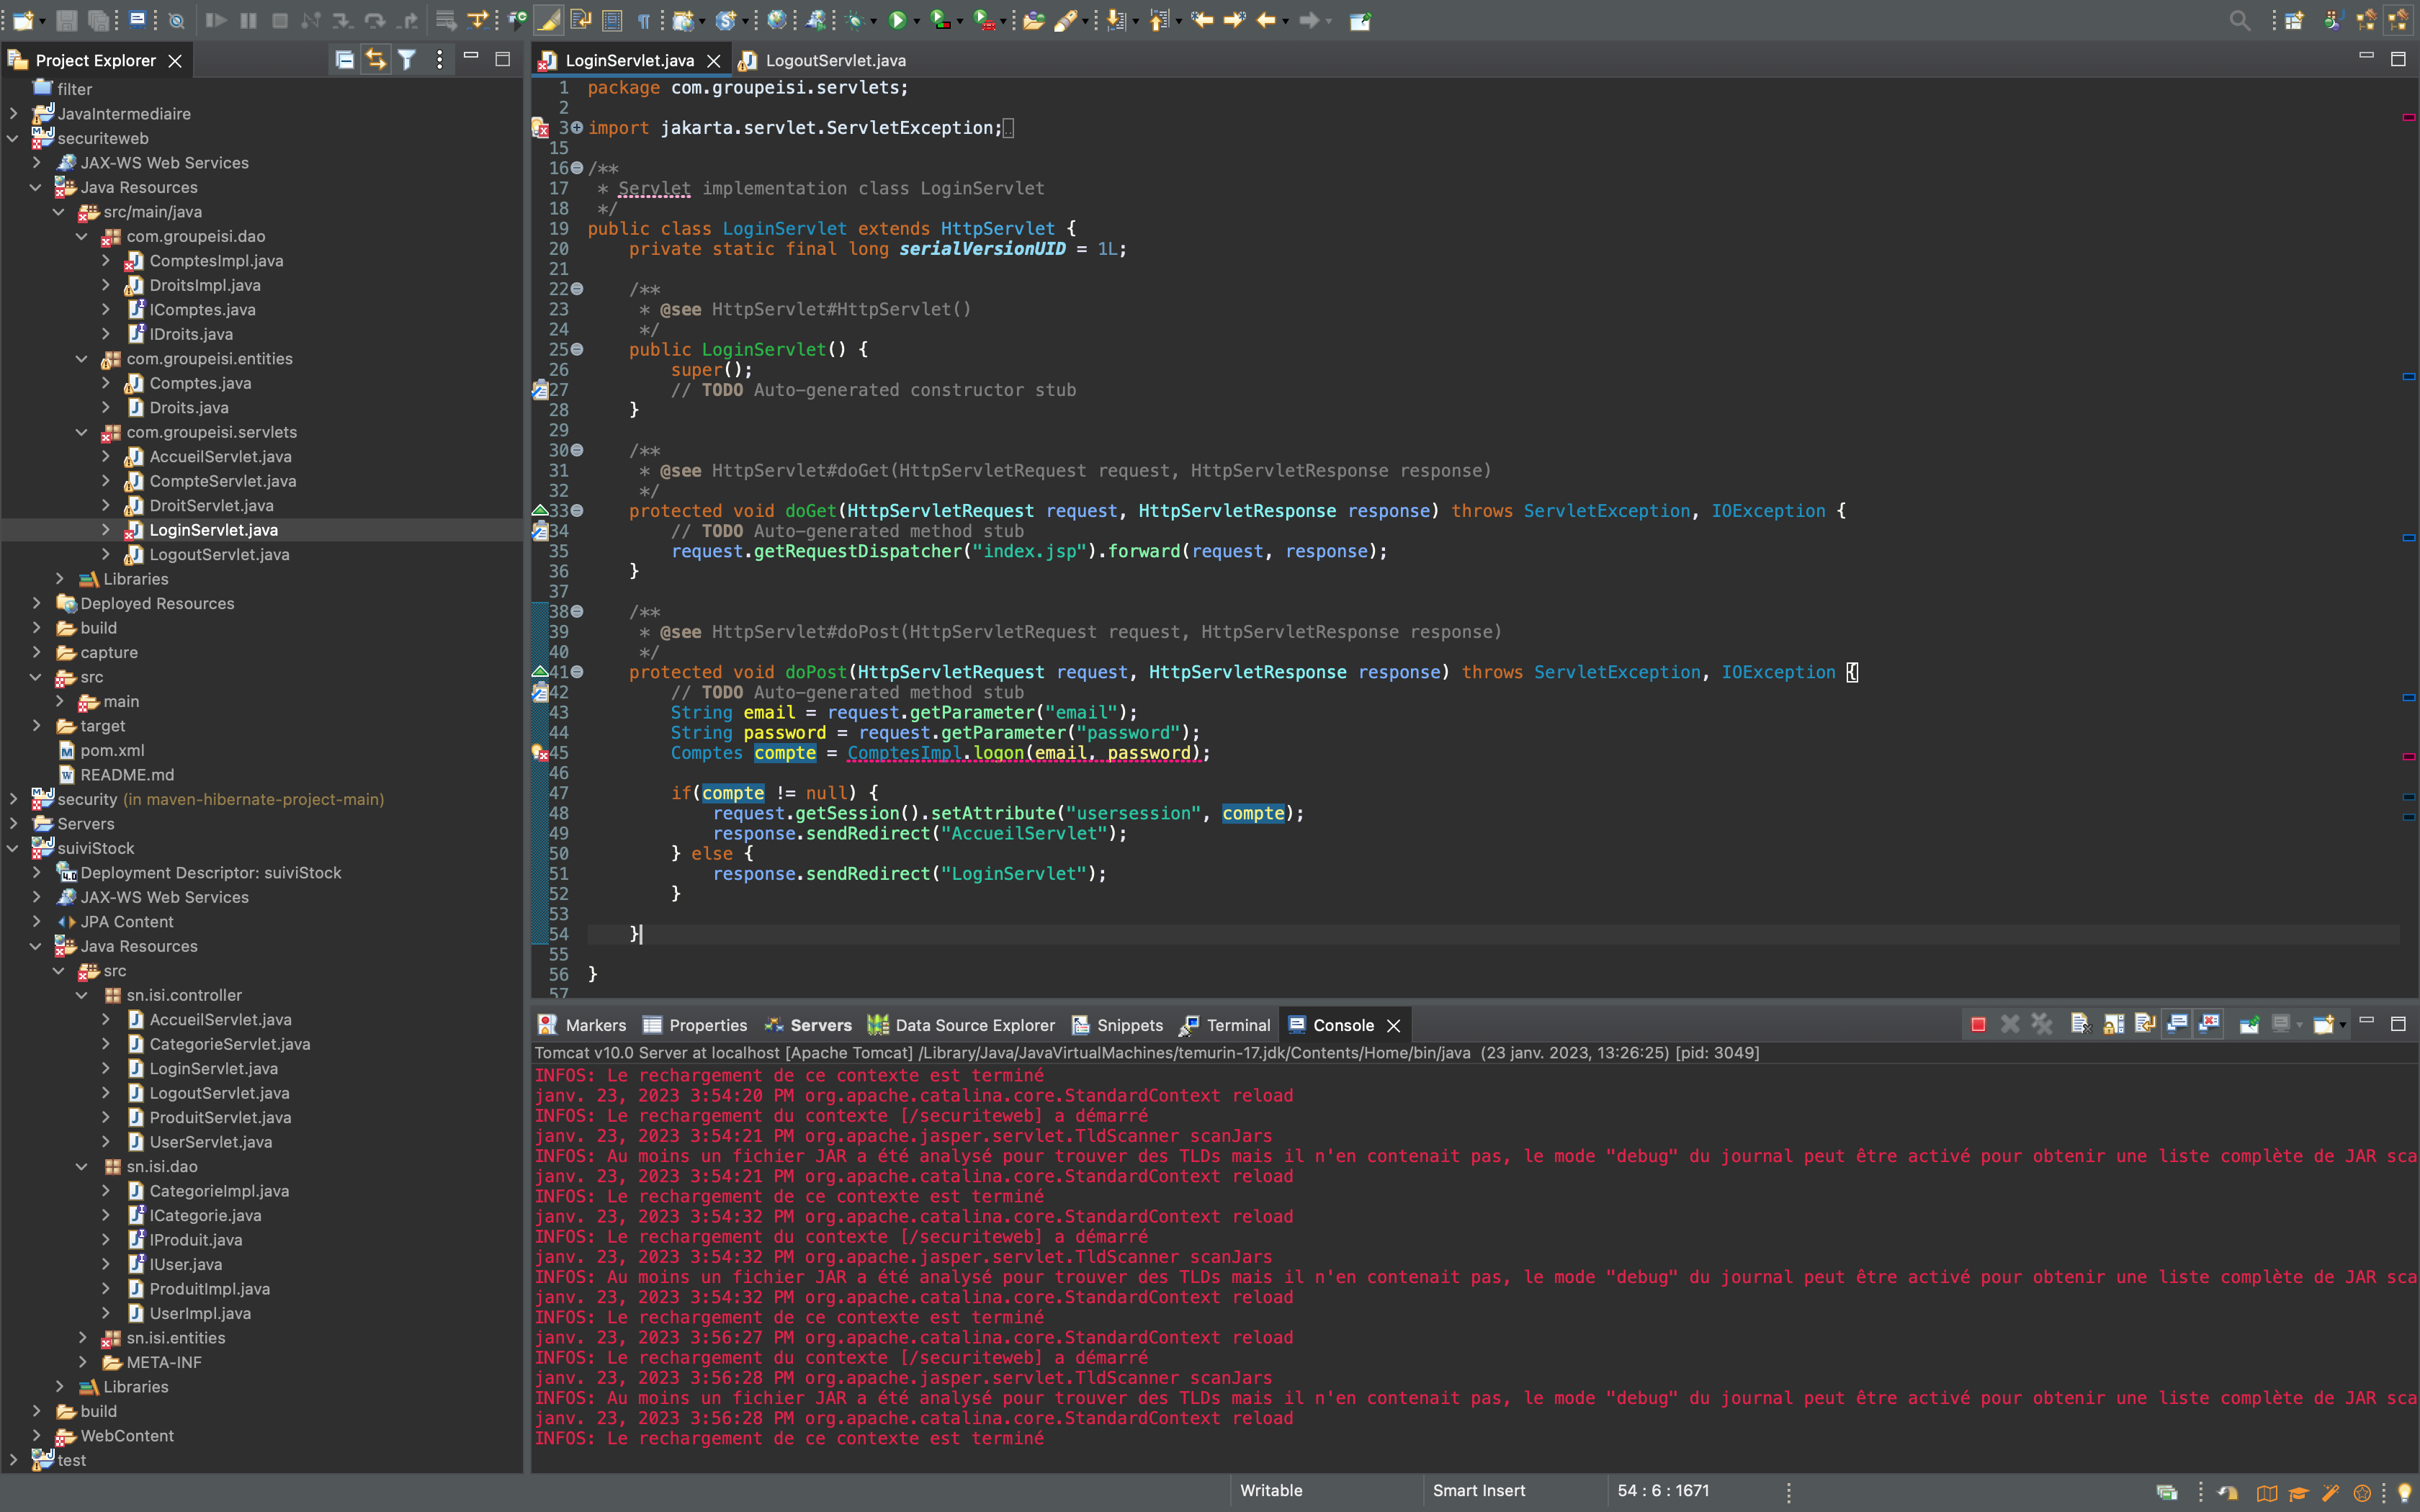 Project Explorer
filter
JavaIntermediaire
securiteweb
JAX-WS Web Services
Java Resources
src/main/java
com.groupeisi.dao
ComptesImpl.java
DroitsImpl.java
IComptes.java
IDroits.java
com.groupeisi.entities
Comptes.java
Droits.java
com.groupeisi.servlets
AccueilServlet.java
CompteServlet.java
DroitServlet.java
LoginServlet.java
LogoutServlet.java
Libraries
Deployed Resources
build
capture
src
main
target
pom.xml
README.md
security (in maven-hibernate-project-main)
Servers
suiviStock
Deployment Descriptor: suiviStock
JAX-WS Web Services
JPA Content
Java Resources
src
sn.isi.controller
AccueilServlet.java
CategorieServlet.java
LoginServlet.java
LogoutServlet.java
ProduitServlet.java
UserServlet.java
sn.isi.dao
CategorieImpl.java
ICategorie.java
IProduit.java
IUser.java
ProduitImpl.java
UserImpl.java
sn.isi.entities
META-INF
Libraries
build
WebContent
test
LoginServlet.java LogoutServlet.java
1 package com.groupeisi.servlets;
2
3 import jakarta.servlet.ServletException;
15
16 /**
17 * Servlet implementation class LoginServlet
18 */
19 public class LoginServlet extends HttpServlet {
20 private static final long serialVersionUID = 1L;
21
22 /**
23 * @see HttpServlet#HttpServlet()
24 */
25 public LoginServlet() {
26 super();
27 // TODO Auto-generated constructor stub
28 }
29
30 /**
31 * @see HttpServlet#doGet(HttpServletRequest request, HttpServletResponse response)
32 */
33 protected void doGet(HttpServletRequest request, HttpServletResponse response) throws ServletException, IOException {
34 // TODO Auto-generated method stub
35 request.getRequestDispatcher("index.jsp").forward(request, response);
36 }
37
38 /**
39 * @see HttpServlet#doPost(HttpServletRequest request, HttpServletResponse response)
40 */
41 protected void doPost(HttpServletRequest request, HttpServletResponse response) throws ServletException, IOException {
42 // TODO Auto-generated method stub
43 String email = request.getParameter("email");
44 String password = request.getParameter("password");
45 Comptes compte = ComptesImpl.logon(email, password);
46
47 if(compte != null) {
48 request.getSession().setAttribute("usersession", compte);
49 response.sendRedirect("AccueilServlet");
50 } else {
51 response.sendRedirect("LoginServlet");
52 }
53
54 }
55
56 }
57
Markers Properties Servers Data Source Explorer Snippets Terminal Console
Tomcat v10.0 Server at localhost [Apache Tomcat] /Library/Java/JavaVirtualMachines/temurin-17.jdk/Contents/Home/bin/java (23 janv. 2023, 13:26:25) [pid: 3049]
INFOS: Le rechargement de ce contexte est terminé
janv. 23, 2023 3:54:20 PM org.apache.catalina.core.StandardContext reload
INFOS: Le rechargement du contexte [/securiteweb] a démarré
janv. 23, 2023 3:54:21 PM org.apache.jasper.servlet.TldScanner scanJars
INFOS: Au moins un fichier JAR a été analysé pour trouver des TLDs mais il n'en contenait pas, le mode "debug" du journal peut être activé pour obtenir une liste complète de JAR sca
janv. 23, 2023 3:54:21 PM org.apache.catalina.core.StandardContext reload
INFOS: Le rechargement de ce contexte est terminé
janv. 23, 2023 3:54:32 PM org.apache.catalina.core.StandardContext reload
INFOS: Le rechargement du contexte [/securiteweb] a démarré
janv. 23, 2023 3:54:32 PM org.apache.jasper.servlet.TldScanner scanJars
INFOS: Au moins un fichier JAR a été analysé pour trouver des TLDs mais il n'en contenait pas, le mode "debug" du journal peut être activé pour obtenir une liste complète de JAR sca
janv. 23, 2023 3:54:32 PM org.apache.catalina.core.StandardContext reload
INFOS: Le rechargement de ce contexte est terminé
janv. 23, 2023 3:56:27 PM org.apache.catalina.core.StandardContext reload
INFOS: Le rechargement du contexte [/securiteweb] a démarré
janv. 23, 2023 3:56:28 PM org.apache.jasper.servlet.TldScanner scanJars
INFOS: Au moins un fichier JAR a été analysé pour trouver des TLDs mais il n'en contenait pas, le mode "debug" du journal peut être activé pour obtenir une liste complète de JAR sca
janv. 23, 2023 3:56:28 PM org.apache.catalina.core.StandardContext reload
INFOS: Le rechargement de ce contexte est terminé
Writable Smart Insert 54 : 6 : 1671